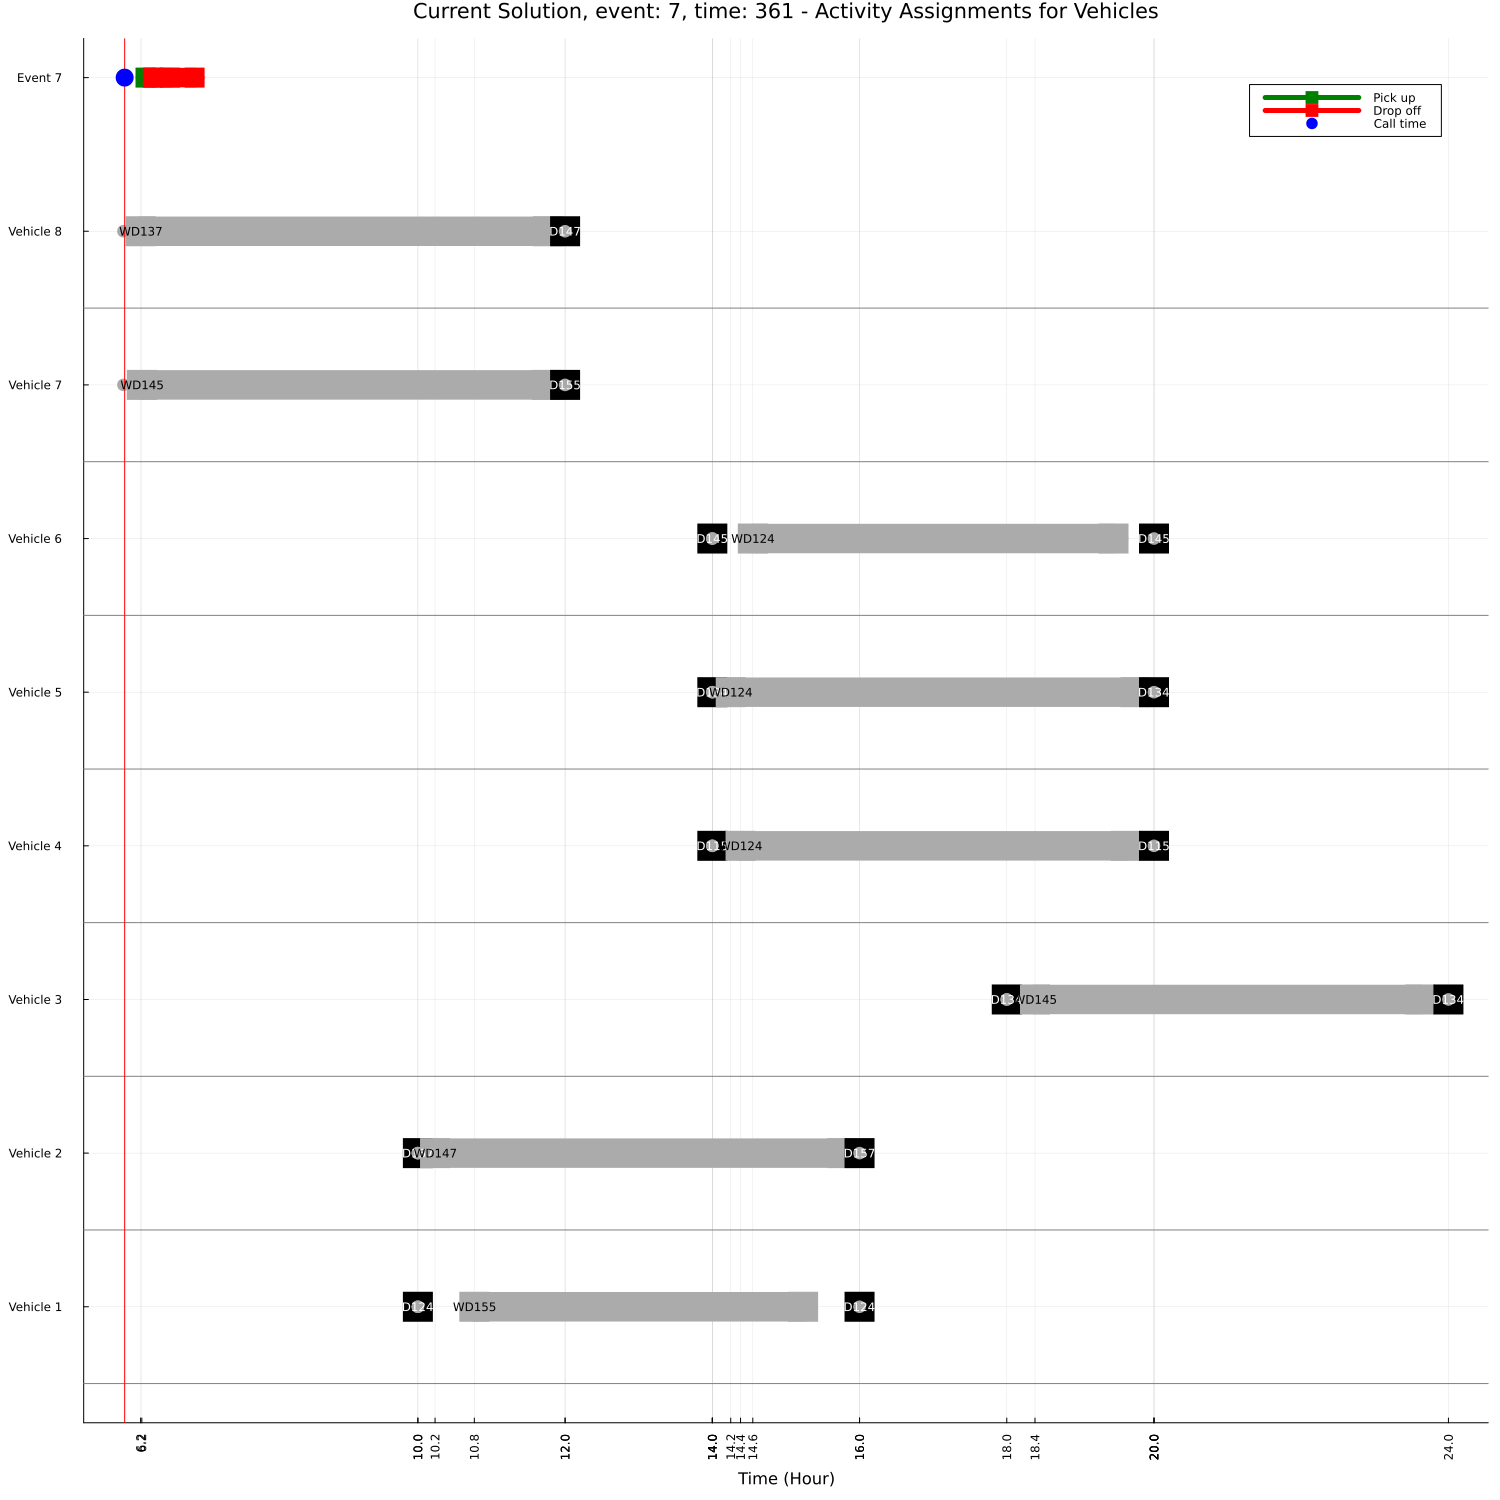 Current Solution, event: 7, time: 361 - Activity Assignments for Vehicles
Event 7
Pick up
Drop off
Call time
Vehicle 8
WD137
D147
Vehicle 7
WD145
D155
Vehicle 6
D145
WD124
D145
Vehicle 5
WD124
D134
Vehicle 4
WD124
D115
Vehicle 3
WD145
D134
Vehicle 2
WD147
D157
Vehicle 1
D124
WD155
D124
10.0
10.2
10.8
12.0
14.0
14.2
14.4
14.6
16.0
18.0
18.4
20.0
24.0
Time (Hour)